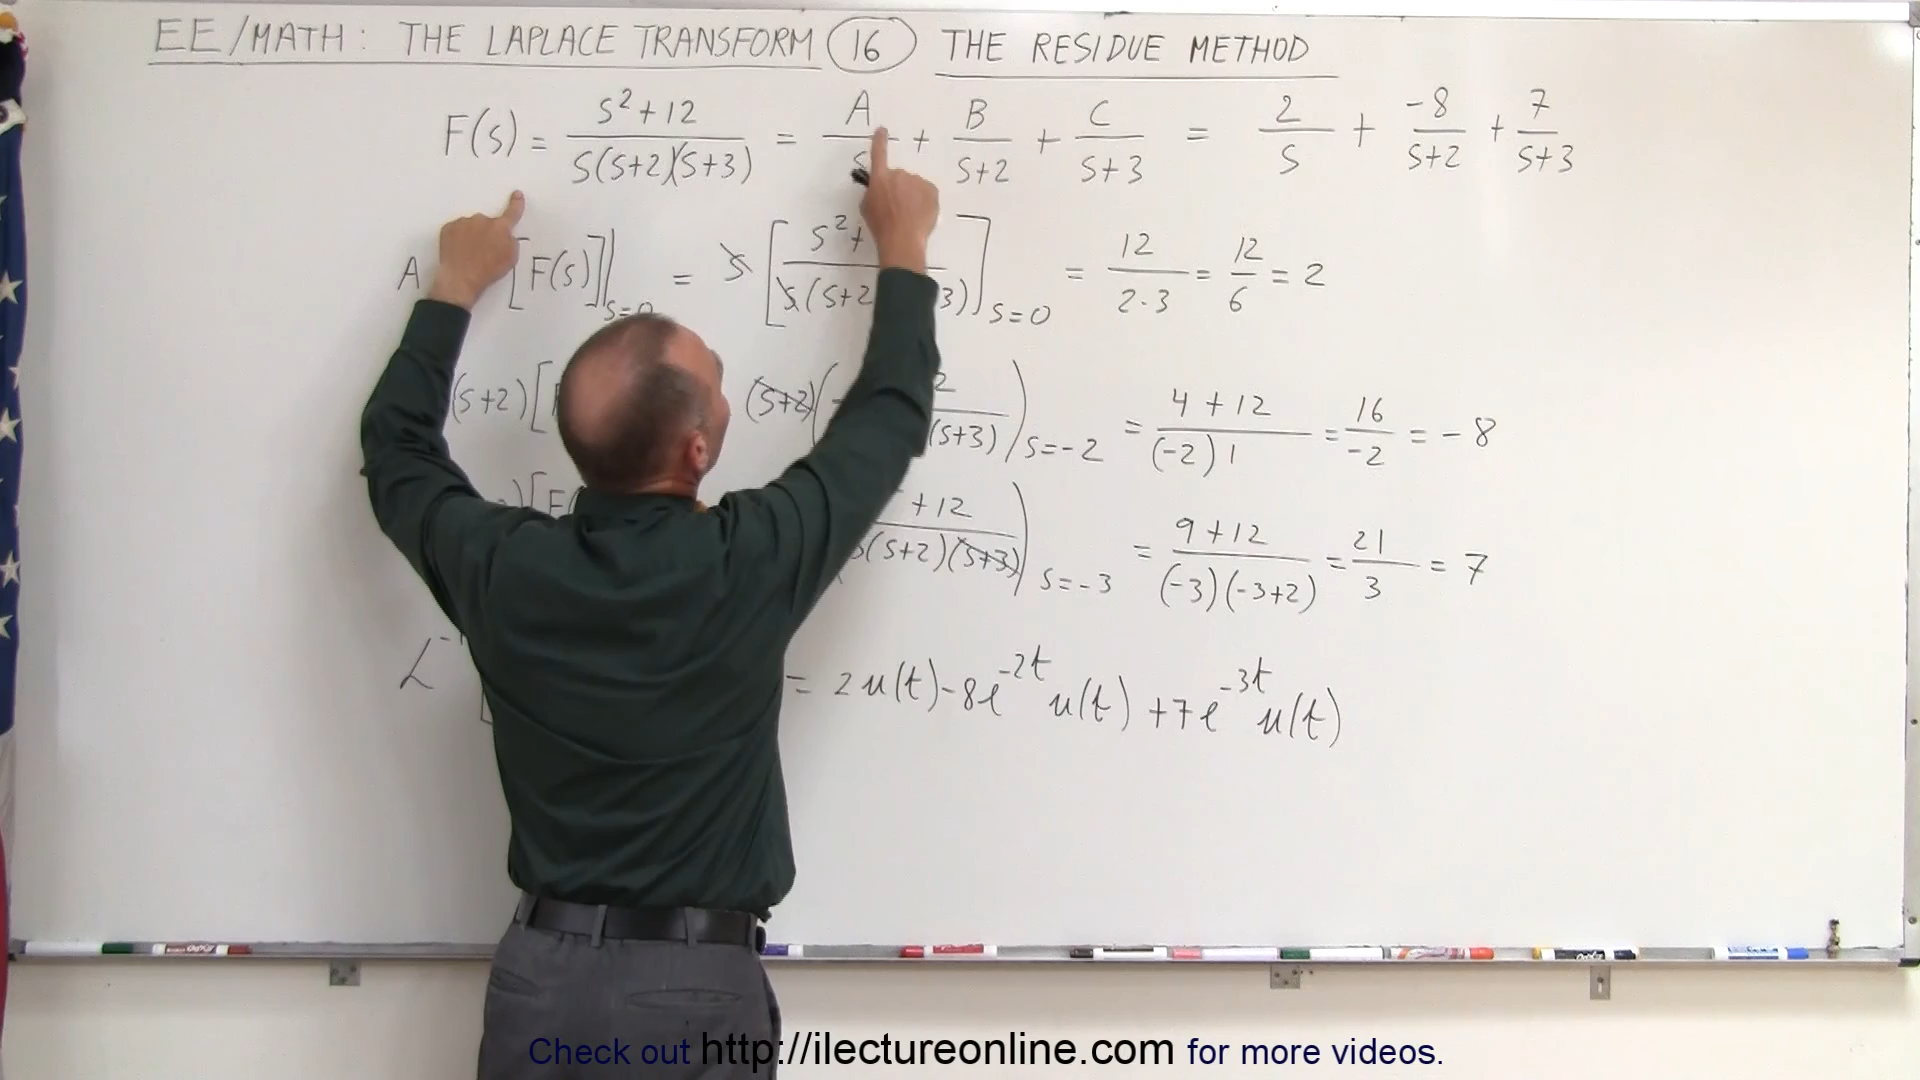 EE/MATH: THE LAPLACE TRANSFORM (16) THE RESIDUE METHOD
F(s) = (s² + 12) / (s(s+2)(s+3)) = A/s + B/(s+2) + C/(s+3) = 2/s + -8/(s+2) + 7/(s+3)
A [F(s)]|s=0 = s [s²+ / (s(s+2 3)]s=0 = 12/(2·3) = 12/6 = 2
(s+2)[ (s+2)( 2 / (s+3))s=-2 = (4+12)/((-2)1) = 16/-2 = -8
)[F( +12 / (s(s+2)(s+3))s=-3 = (9+12)/((-3)(-3+2)) = 21/3 = 7
L⁻¹ [ = 2u(t) - 8e^-2t u(t) + 7e^-3t u(t)
Check out http://ilectureonline.com for more videos.